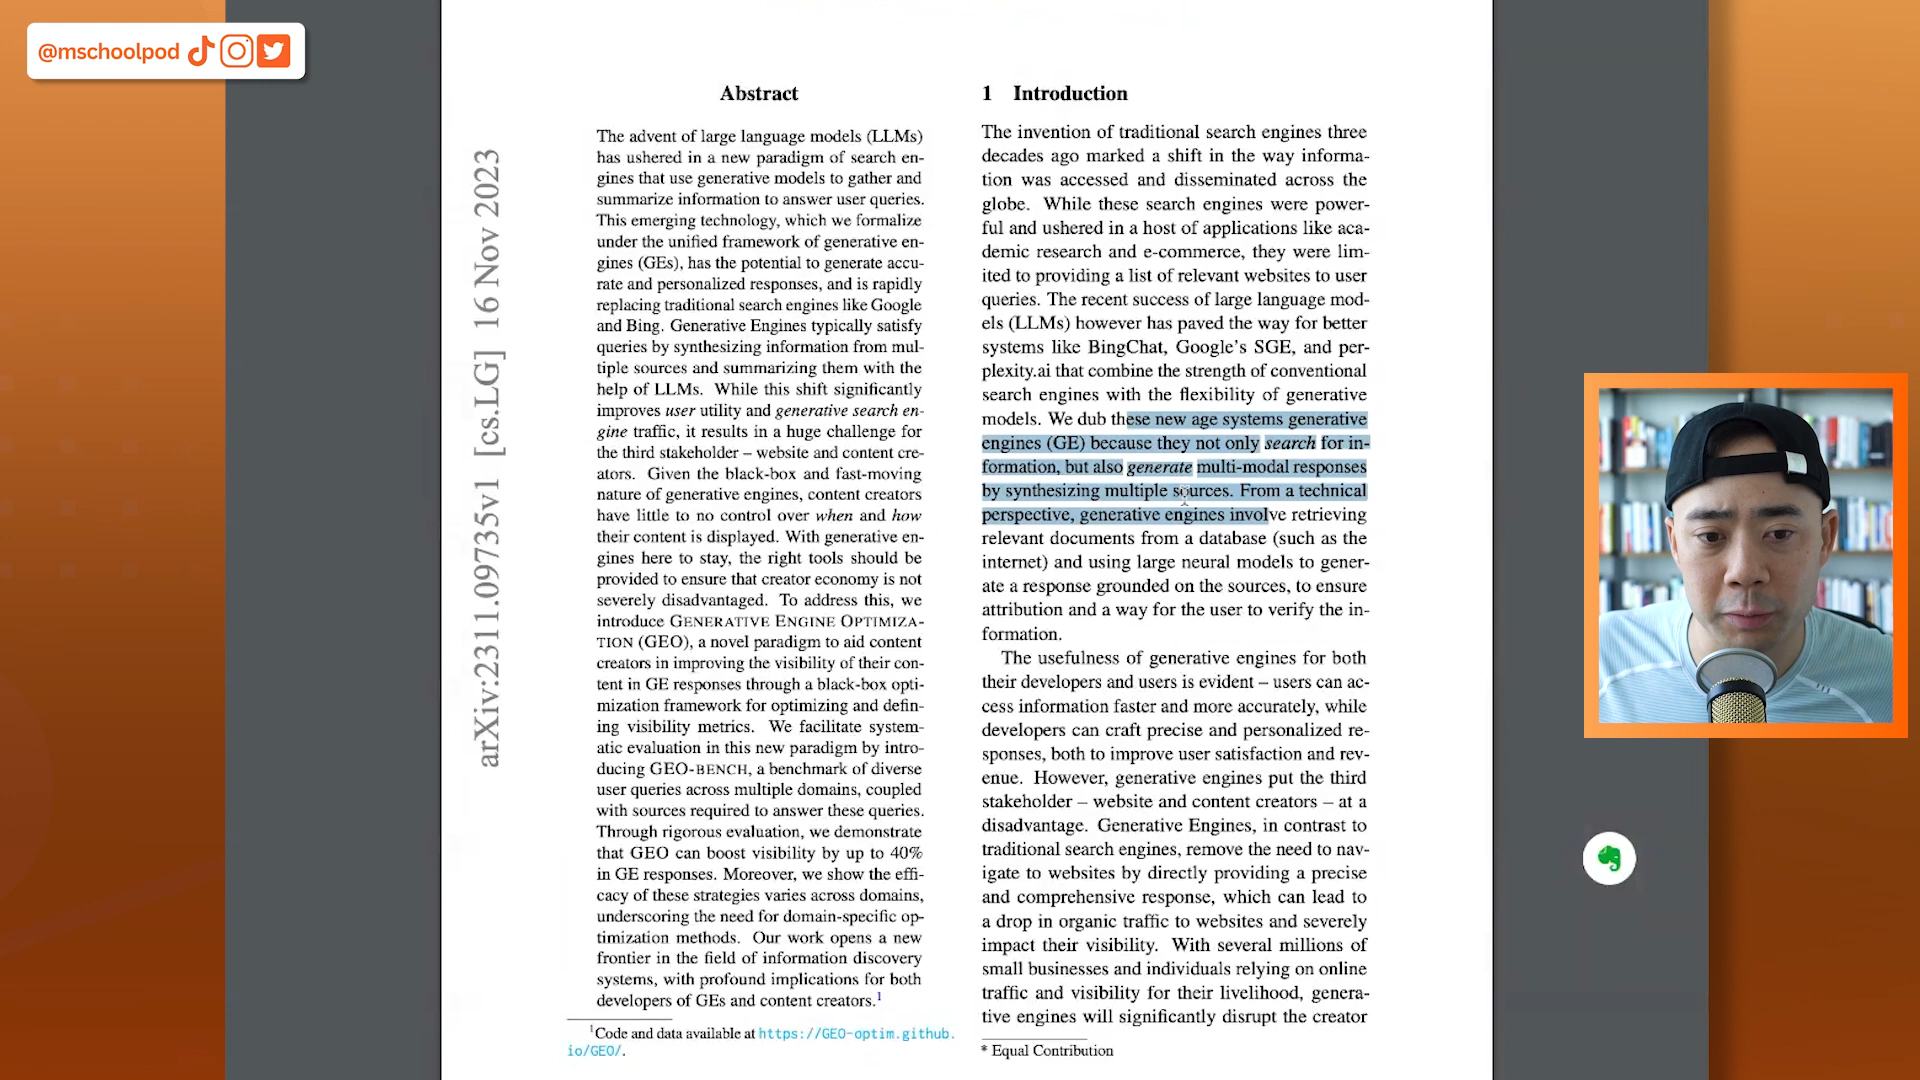 @mschoolpod
arXiv:2311.09735v1 [cs.LG] 16 Nov 2023
Abstract
The advent of large language models (LLMs)
has ushered in a new paradigm of search en-
gines that use generative models to gather and
summarize information to answer user queries.
This emerging technology, which we formalize
under the unified framework of generative en-
gines (GEs), has the potential to generate accu-
rate and personalized responses, and is rapidly
replacing traditional search engines like Google
and Bing. Generative Engines typically satisfy
queries by synthesizing information from mul-
tiple sources and summarizing them with the
help of LLMs. While this shift significantly
improves user utility and generative search en-
gine traffic, it results in a huge challenge for
the third stakeholder – website and content cre-
ators. Given the black-box and fast-moving
nature of generative engines, content creators
have little to no control over when and how
their content is displayed. With generative en-
gines here to stay, the right tools should be
provided to ensure that creator economy is not
severely disadvantaged. To address this, we
introduce GENERATIVE ENGINE OPTIMIZA-
TION (GEO), a novel paradigm to aid content
creators in improving the visibility of their con-
tent in GE responses through a black-box opti-
mization framework for optimizing and defin-
ing visibility metrics. We facilitate system-
atic evaluation in this new paradigm by intro-
ducing GEO-BENCH, a benchmark of diverse
user queries across multiple domains, coupled
with sources required to answer these queries.
Through rigorous evaluation, we demonstrate
that GEO can boost visibility by up to 40%
in GE responses. Moreover, we show the effi-
cacy of these strategies varies across domains,
underscoring the need for domain-specific op-
timization methods. Our work opens a new
frontier in the field of information discovery
systems, with profound implications for both
developers of GEs and content creators.1
1Code and data available at https://GEO-optim.github.
io/GEO/.
1 Introduction
The invention of traditional search engines three
decades ago marked a shift in the way informa-
tion was accessed and disseminated across the
globe. While these search engines were power-
ful and ushered in a host of applications like aca-
demic research and e-commerce, they were lim-
ited to providing a list of relevant websites to user
queries. The recent success of large language mod-
els (LLMs) however has paved the way for better
systems like BingChat, Google's SGE, and per-
plexity.ai that combine the strength of conventional
search engines with the flexibility of generative
models. We dub these new age systems generative
engines (GE) because they not only search for in-
formation, but also generate multi-modal responses
by synthesizing multiple sources. From a technical
perspective, generative engines involve retrieving
relevant documents from a database (such as the
internet) and using large neural models to gener-
ate a response grounded on the sources, to ensure
attribution and a way for the user to verify the in-
formation.
The usefulness of generative engines for both
their developers and users is evident – users can ac-
cess information faster and more accurately, while
developers can craft precise and personalized re-
sponses, both to improve user satisfaction and rev-
enue. However, generative engines put the third
stakeholder – website and content creators – at a
disadvantage. Generative Engines, in contrast to
traditional search engines, remove the need to nav-
igate to websites by directly providing a precise
and comprehensive response, which can lead to
a drop in organic traffic to websites and severely
impact their visibility. With several millions of
small businesses and individuals relying on online
traffic and visibility for their livelihood, genera-
tive engines will significantly disrupt the creator
* Equal Contribution